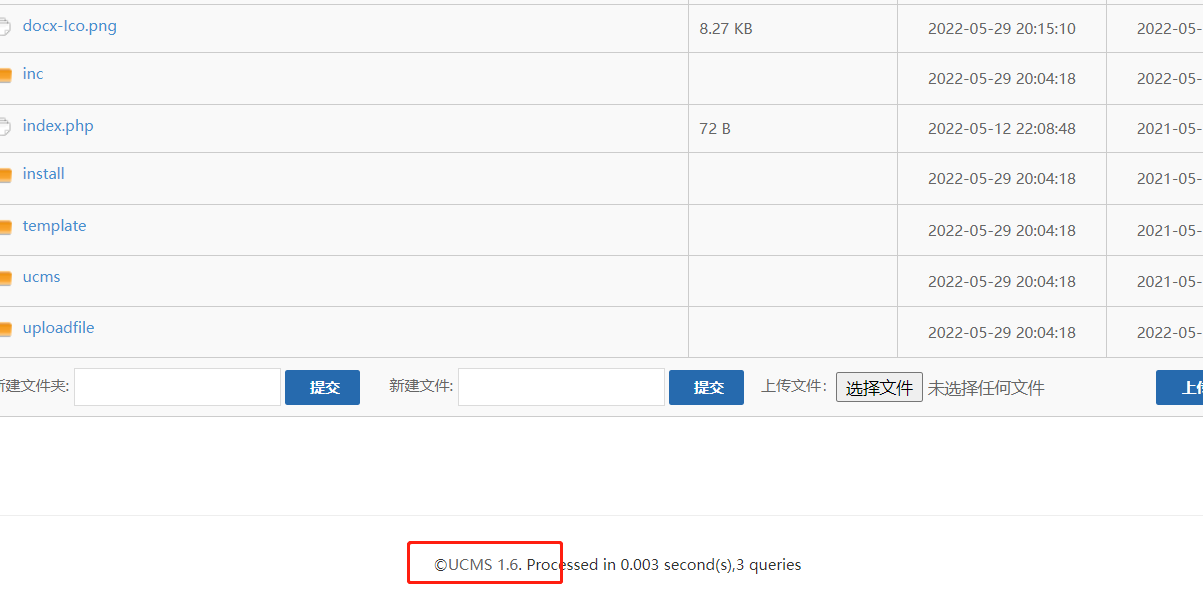 docx-Ico.png 8.27 KB 2022-05-29 20:15:10 2022-05-
inc 2022-05-29 20:04:18 2022-05-
index.php 72 B 2022-05-12 22:08:48 2021-05-
install 2022-05-29 20:04:18 2021-05-
template 2022-05-29 20:04:18 2021-05-
ucms 2022-05-29 20:04:18 2021-05-
uploadfile 2022-05-29 20:04:18 2022-05-
新建文件夹: 提交 新建文件: 提交 上传文件: 选择文件 未选择任何文件 上传
©UCMS 1.6. Processed in 0.003 second(s),3 queries